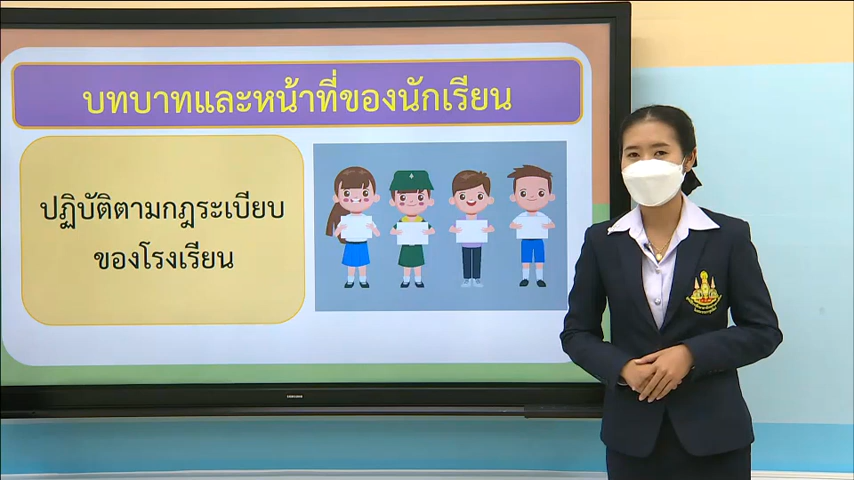 บทบาทและหน้าที่ของนักเรียน
ปฏิบัติตามกฎระเบียบ
ของโรงเรียน
SAMSUNG